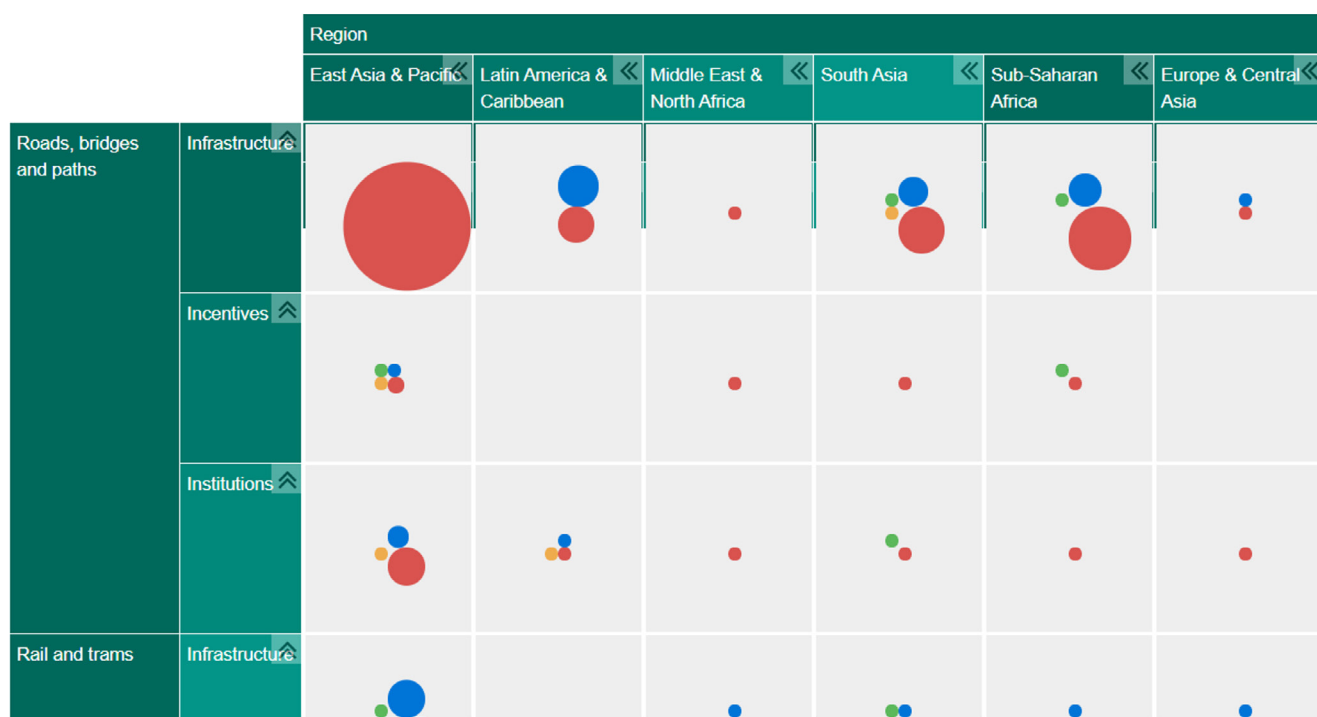 Region
East Asia & Pacific
Latin America &
Caribbean
Middle East &
North Africa
South Asia
Sub-Saharan
Africa
Europe & Central
Asia
Roads, bridges
and paths
Infrastructure
Incentives
Institutions
Rail and trams
Infrastructure